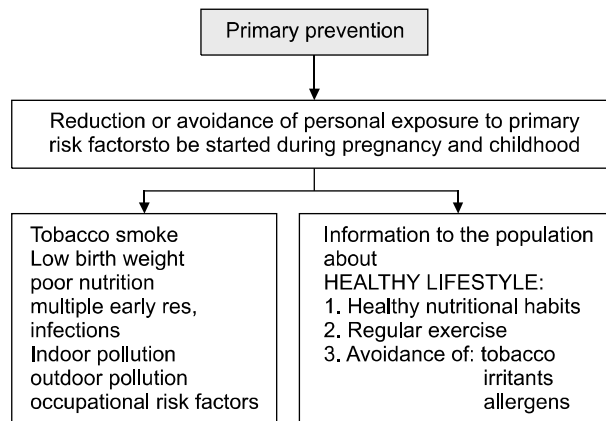 Primary prevention
Reduction or avoidance of personal exposure to primary
risk factorsto be started during pregnancy and childhood
Tobacco smoke
Low birth weight
poor nutrition
multiple early res,
infections
Indoor pollution
outdoor pollution
occupational risk factors
Information to the population
about
HEALTHY LIFESTYLE:
1. Healthy nutritional habits
2. Regular exercise
3. Avoidance of: tobacco
irritants
allergens